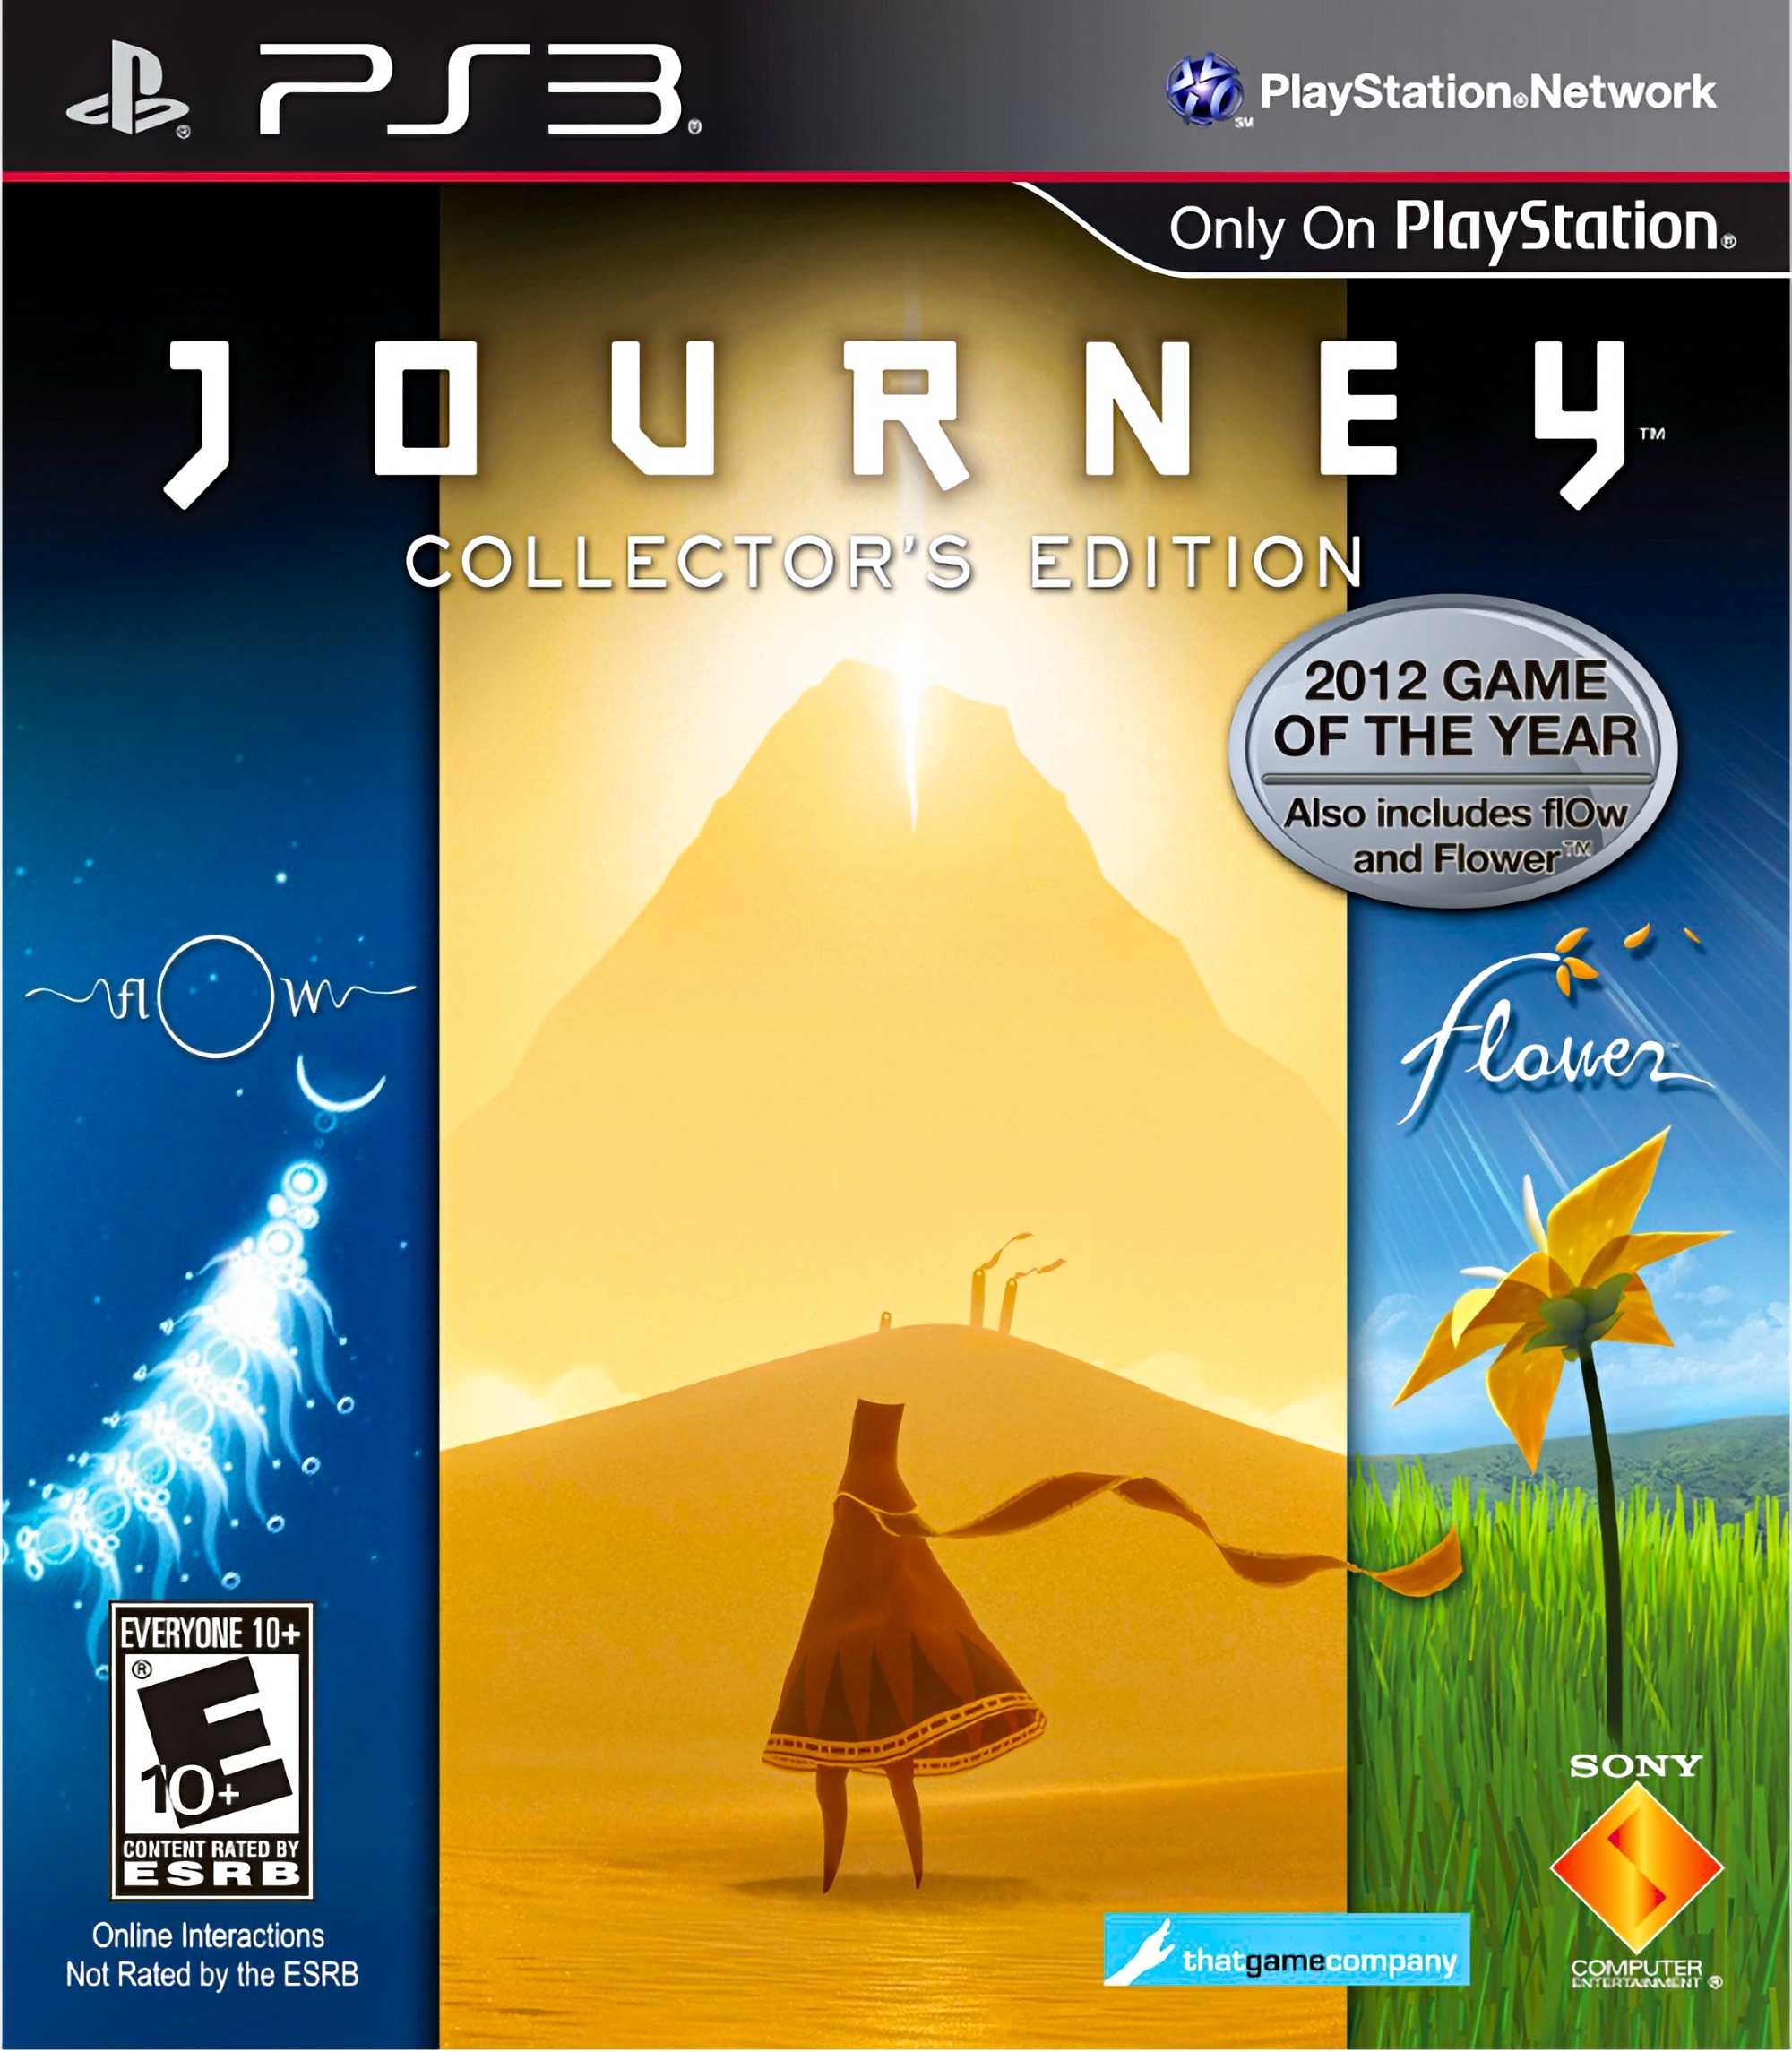 PS3®
PlayStation®Network
SM
Only On PlayStation®
JOURNEY™
COLLECTOR'S EDITION
2012 GAME
OF THE YEAR
Also includes flOw
and Flower™
flOw
flower™
EVERYONE 10+
®
E
10+
CONTENT RATED BY
ESRB
Online Interactions
Not Rated by the ESRB
thatgamecompany
SONY
COMPUTER
ENTERTAINMENT ®